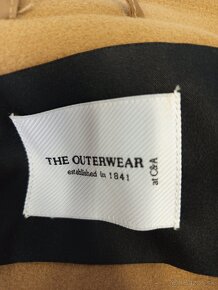 THE OUTERWEAR
established in 1841
at C&A